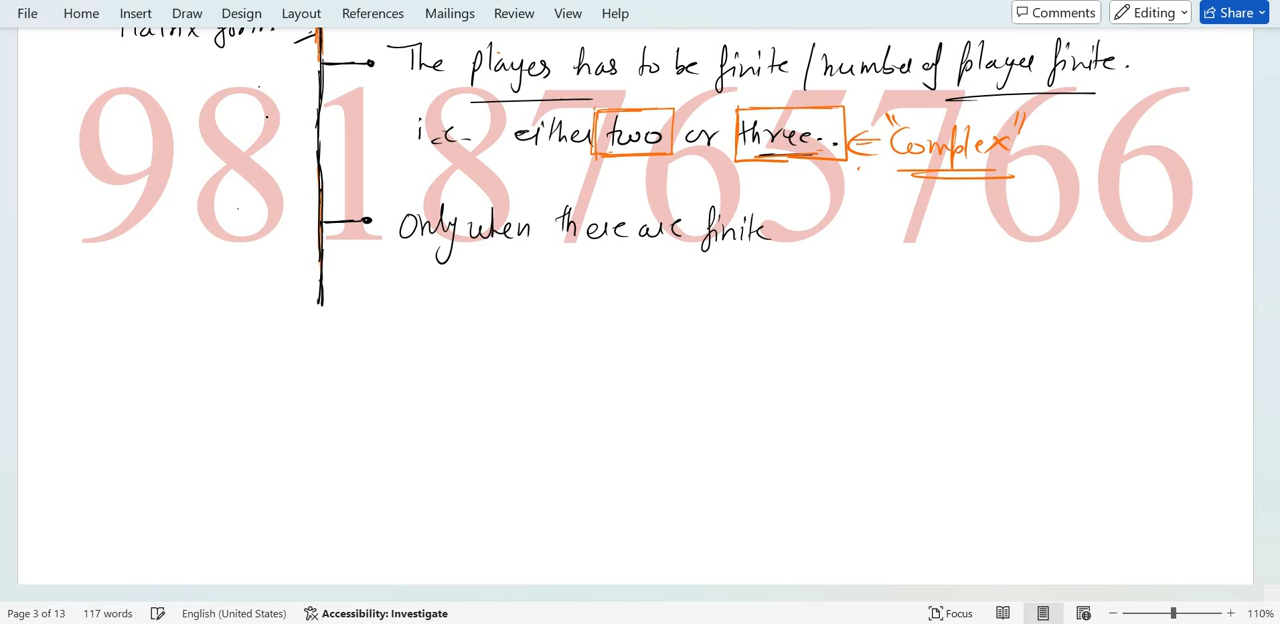 File Home Insert Draw Design Layout References Mailings Review View Help Comments Editing Share
Matrix form.
The players has to be finite / number of player finite.
i.e. either two or three.. ⇐ "Complex"
9818765766
Only when there are finite
Page 3 of 13 117 words English (United States) Accessibility: Investigate Focus 110%